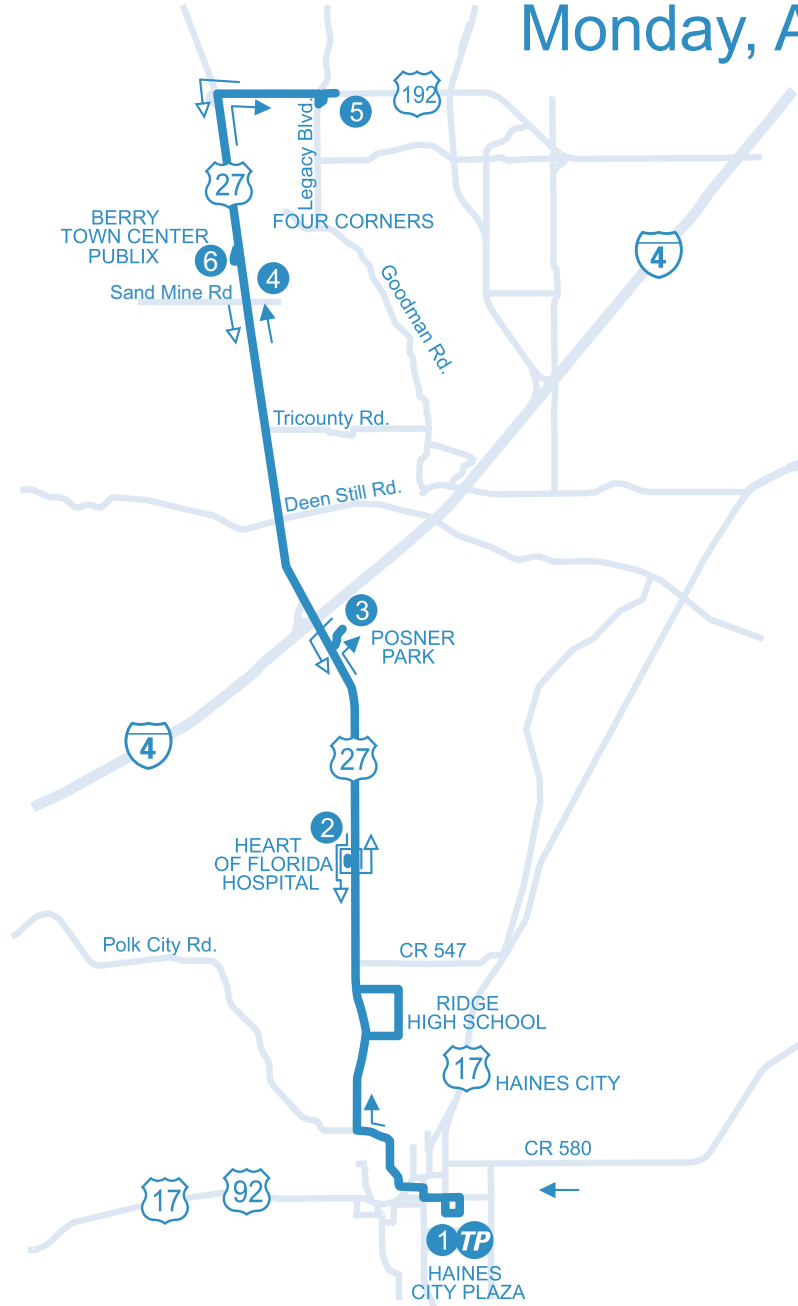 Monday, A
192
5
Legacy Blvd.
27
BERRY
TOWN CENTER
PUBLIX
FOUR CORNERS
6
4
4
Sand Mine Rd
Goodman Rd.
Tricounty Rd.
Deen Still Rd.
3
POSNER
PARK
4
27
2
HEART
OF FLORIDA
HOSPITAL
Polk City Rd.
CR 547
RIDGE
HIGH SCHOOL
17
HAINES CITY
CR 580
17
92
1
TP
HAINES
CITY PLAZA